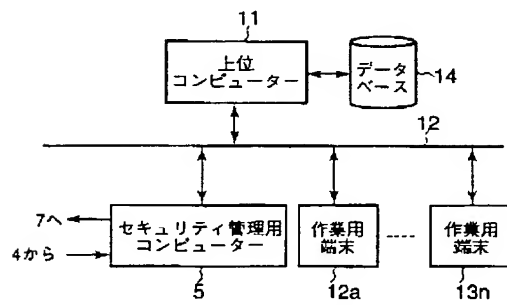 11
上位
コンピューター
データ
ベース
14
12
7へ
4から
セキュリティ管理用
コンピューター
作業用
端末
作業用
端末
5
12a
13n